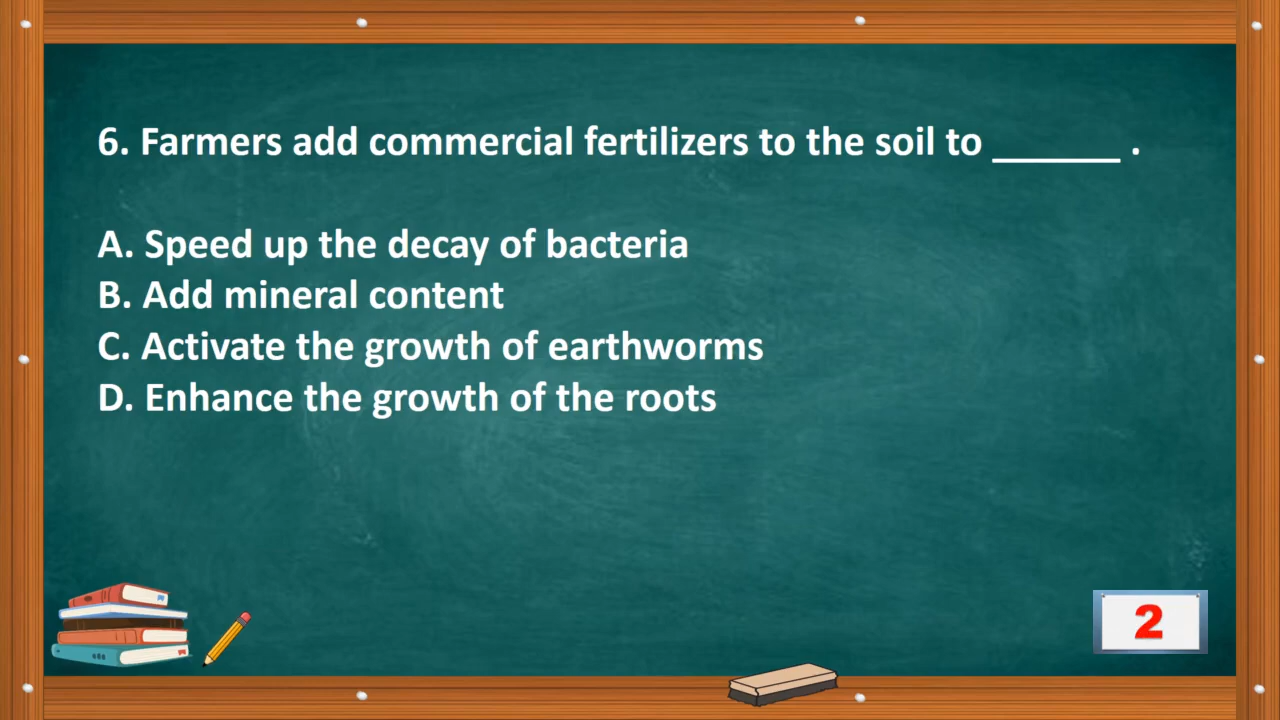 6. Farmers add commercial fertilizers to the soil to ______ .
A. Speed up the decay of bacteria
B. Add mineral content
C. Activate the growth of earthworms
D. Enhance the growth of the roots
2